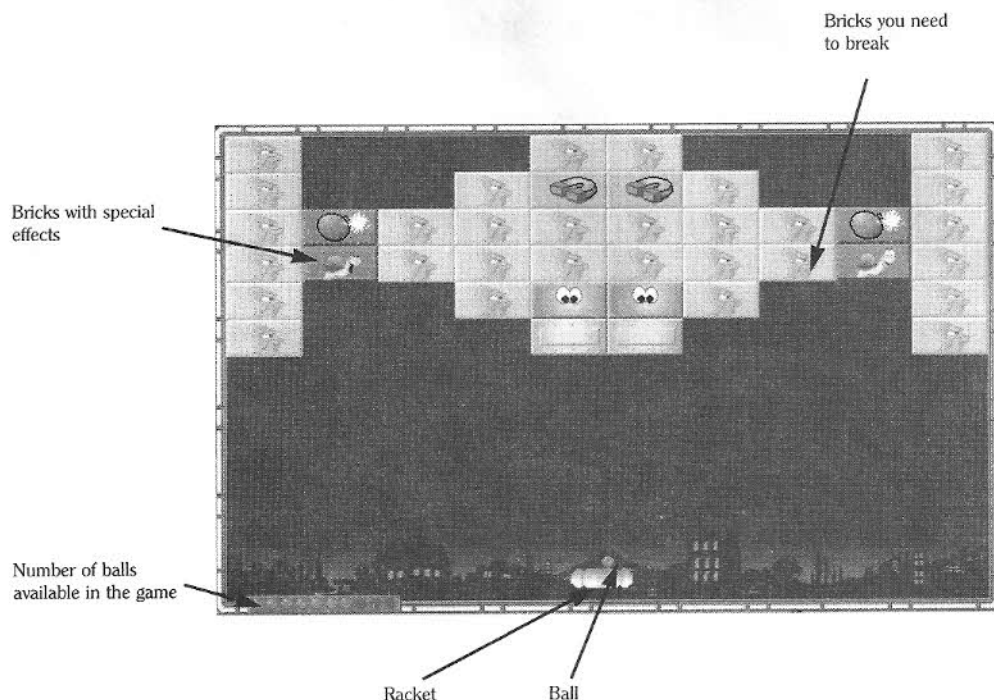 Bricks you need
to break
Bricks with special
effects
Number of balls
available in the game
Racket
Ball